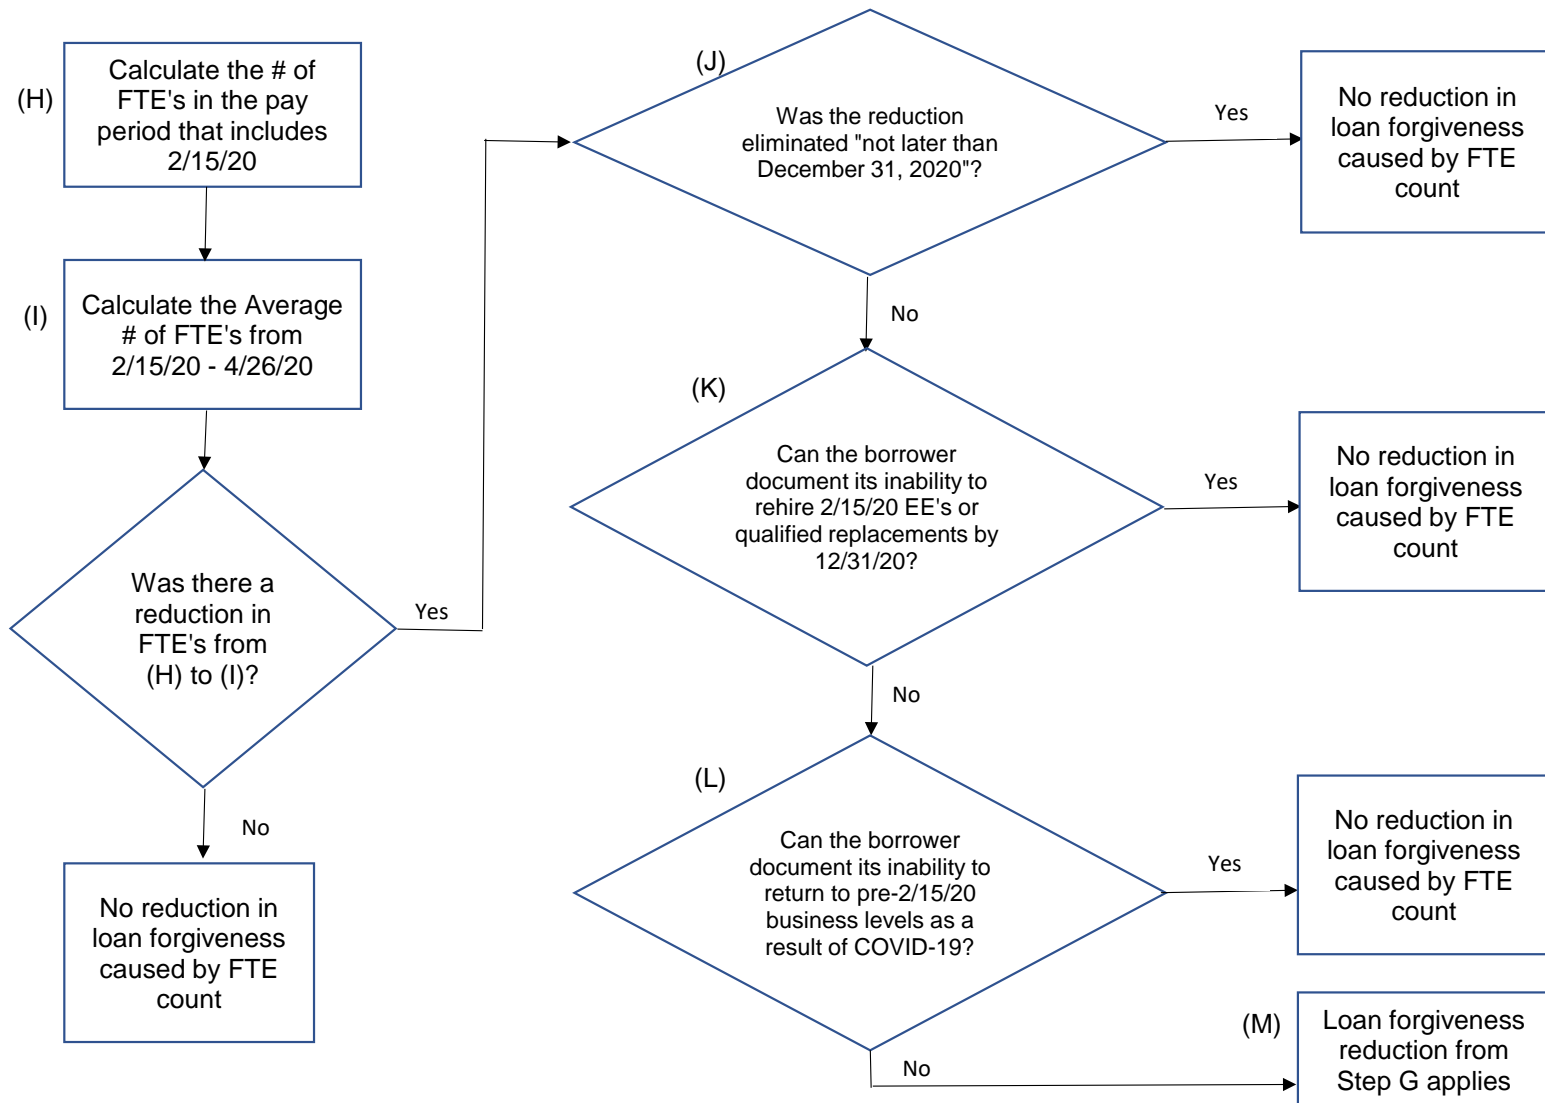 (H)
Calculate the # of
FTE's in the pay
period that includes
2/15/20
(I)
Calculate the Average
# of FTE's from
2/15/20 - 4/26/20
Was there a
reduction in
FTE's from
(H) to (I)?
Yes
No
No reduction in
loan forgiveness
caused by FTE
count
(J)
Was the reduction
eliminated "not later than
December 31, 2020"?
Yes
No reduction in
loan forgiveness
caused by FTE
count
No
(K)
Can the borrower
document its inability to
rehire 2/15/20 EE's or
qualified replacements by
12/31/20?
Yes
No reduction in
loan forgiveness
caused by FTE
count
No
(L)
Can the borrower
document its inability to
return to pre-2/15/20
business levels as a
result of COVID-19?
Yes
No reduction in
loan forgiveness
caused by FTE
count
No
(M)
Loan forgiveness
reduction from
Step G applies